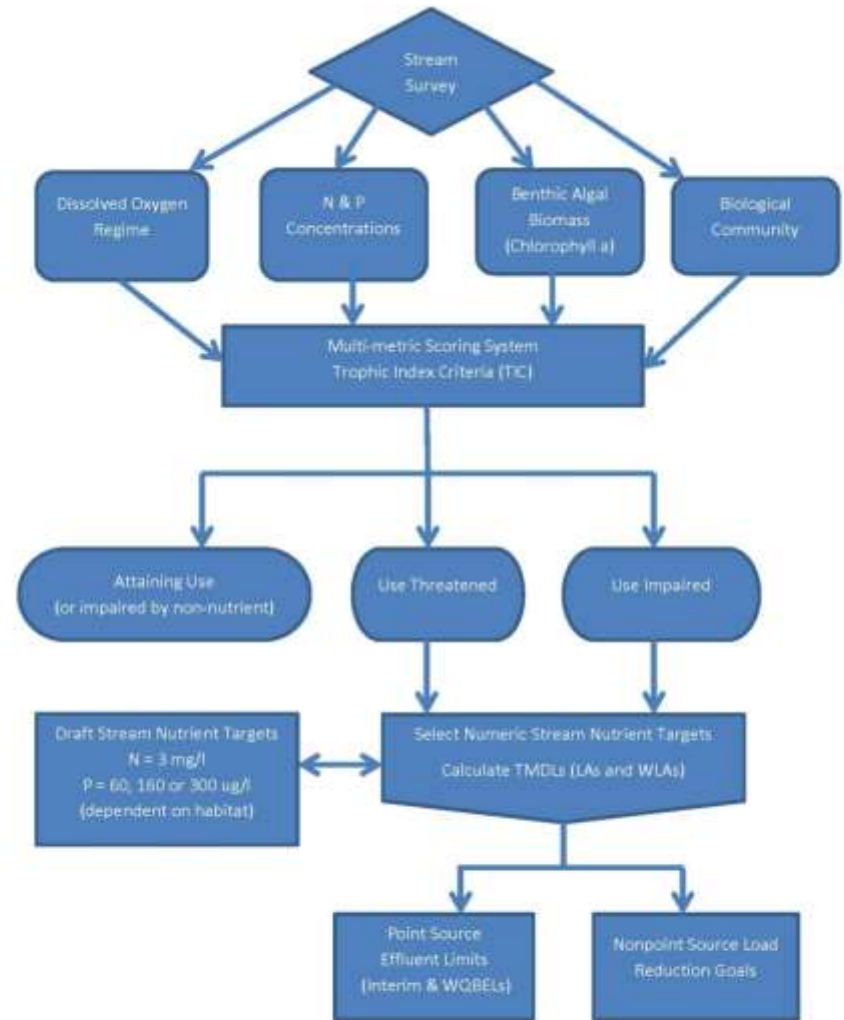 Stream
Survey
Dissolved Oxygen
Regime
N & P
Concentrations
Benthic Algal
Biomass
(Chlorophyll a)
Biological
Community
Multi-metric Scoring System
Trophic Index Criteria (TIC)
Attaining Use
(or impaired by non-nutrient)
Use Threatened
Use Impaired
Draft Stream Nutrient Targets
N = 3 mg/l
P = 60, 160 or 300 ug/l
(dependent on habitat)
Select Numeric Stream Nutrient Targets
Calculate TMDLs (LAs and WLAs)
Point Source
Effluent Limits
(Interim & WQBELs)
Nonpoint Source Load
Reduction Goals